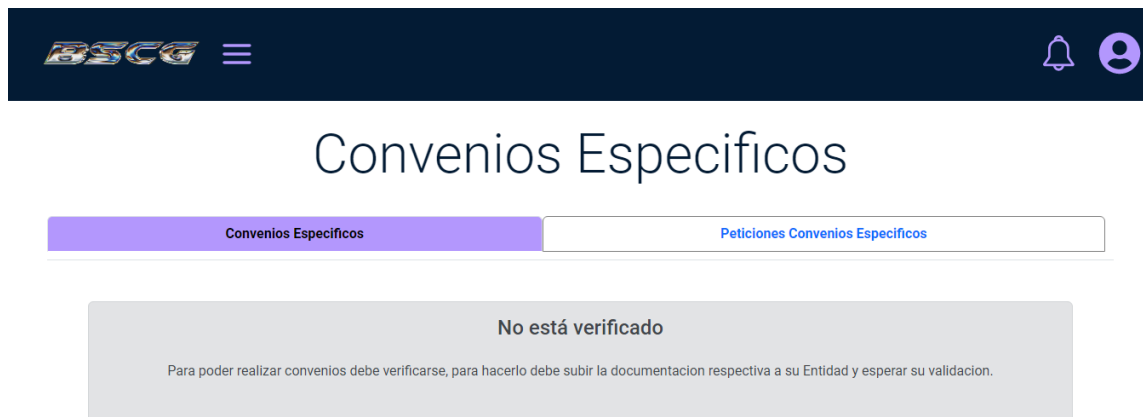 BSCG
Convenios Especificos
Convenios Especificos
Peticiones Convenios Especificos
No está verificado
Para poder realizar convenios debe verificarse, para hacerlo debe subir la documentacion respectiva a su Entidad y esperar su validacion.